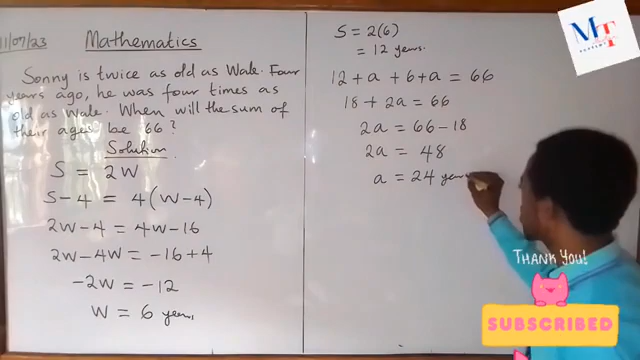 11/07/23 Mathematics
Sonny is twice as old as Wale. Four
years ago, he was four times as
old as Wale. When will the sum of
their ages be 66?
Solution
S = 2W
S-4 = 4(W-4)
2W-4 = 4W-16
2W-4W = -16+4
-2W = -12
W = 6 years,
S = 2(6)
= 12 years.
12+a + 6+a = 66
18 + 2a = 66
2a = 66-18
2a = 48
a = 24 years
MT
ACADEMY
THANK YOU!
SUBSCRIBED